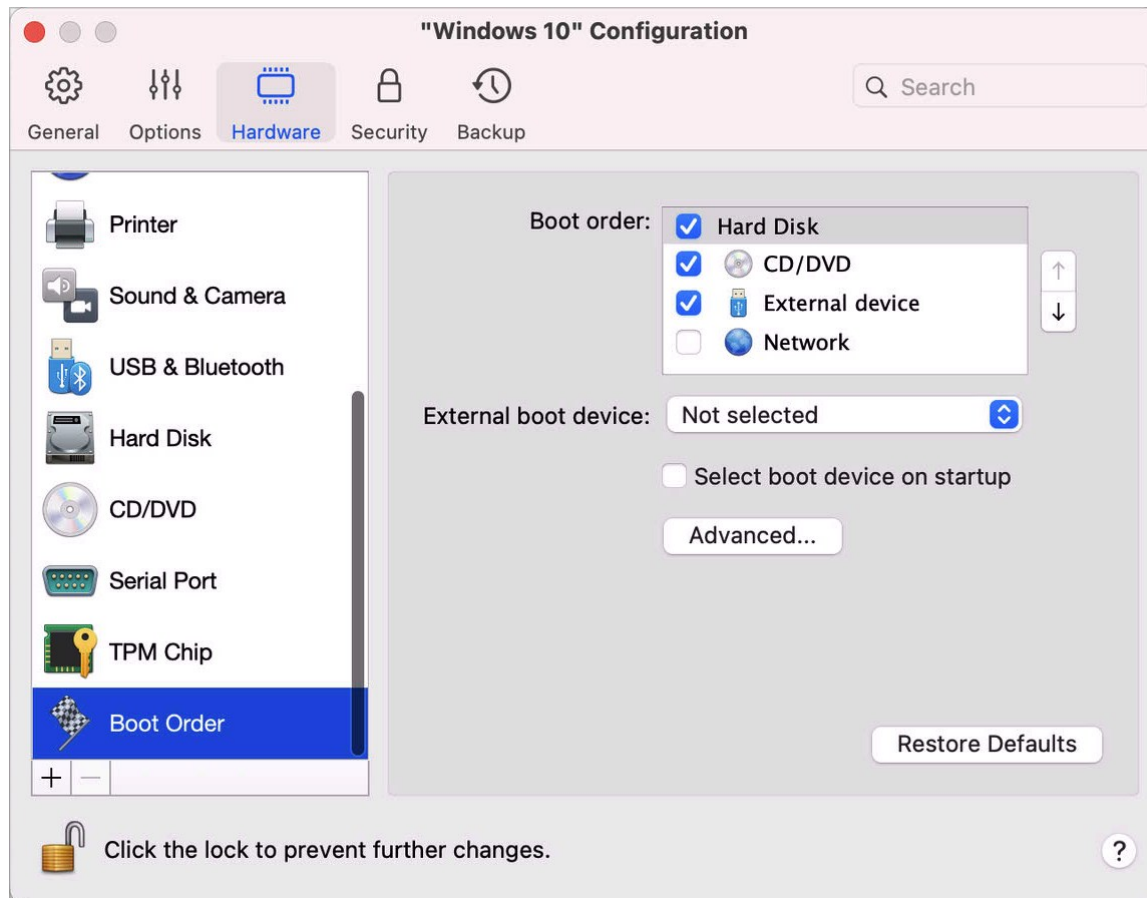 "Windows 10" Configuration
General Options Hardware Security Backup Search
Printer
Sound & Camera
USB & Bluetooth
Hard Disk
CD/DVD
Serial Port
TPM Chip
Boot Order
Boot order:
Hard Disk
CD/DVD
External device
Network
External boot device: Not selected
Select boot device on startup
Advanced...
Restore Defaults
Click the lock to prevent further changes.
?